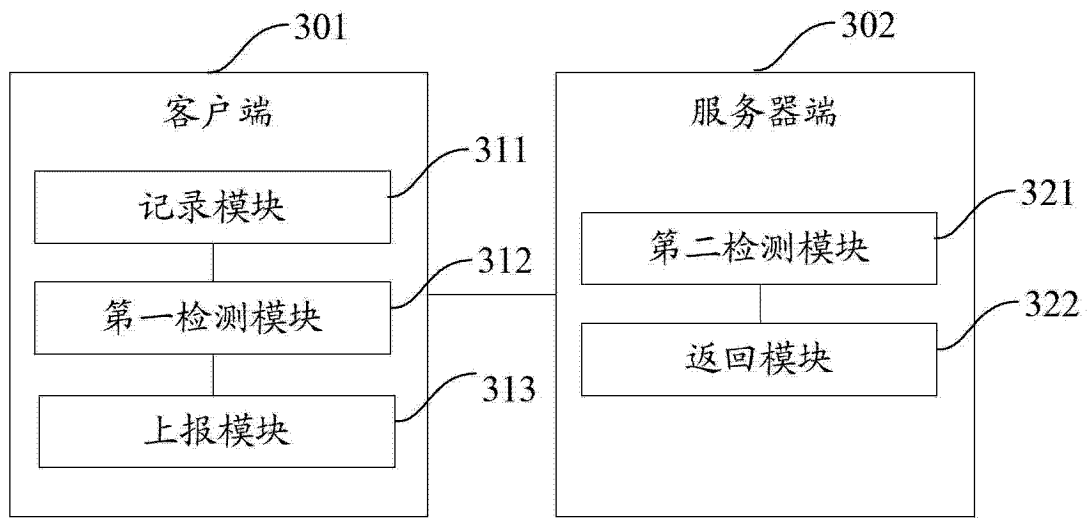 301
客户端
311
记录模块
312
第一检测模块
313
上报模块
302
服务器端
321
第二检测模块
322
返回模块